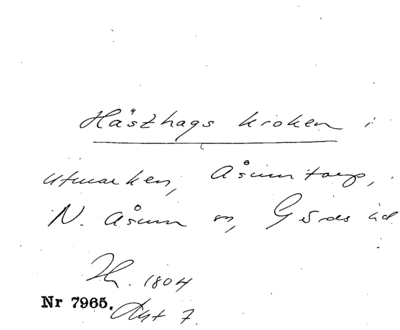 Hästhags kroken i
utmarken, Åsumtorp,
N. Åsum sn, Gärds hd
1804
Nr 7965. Akt 7